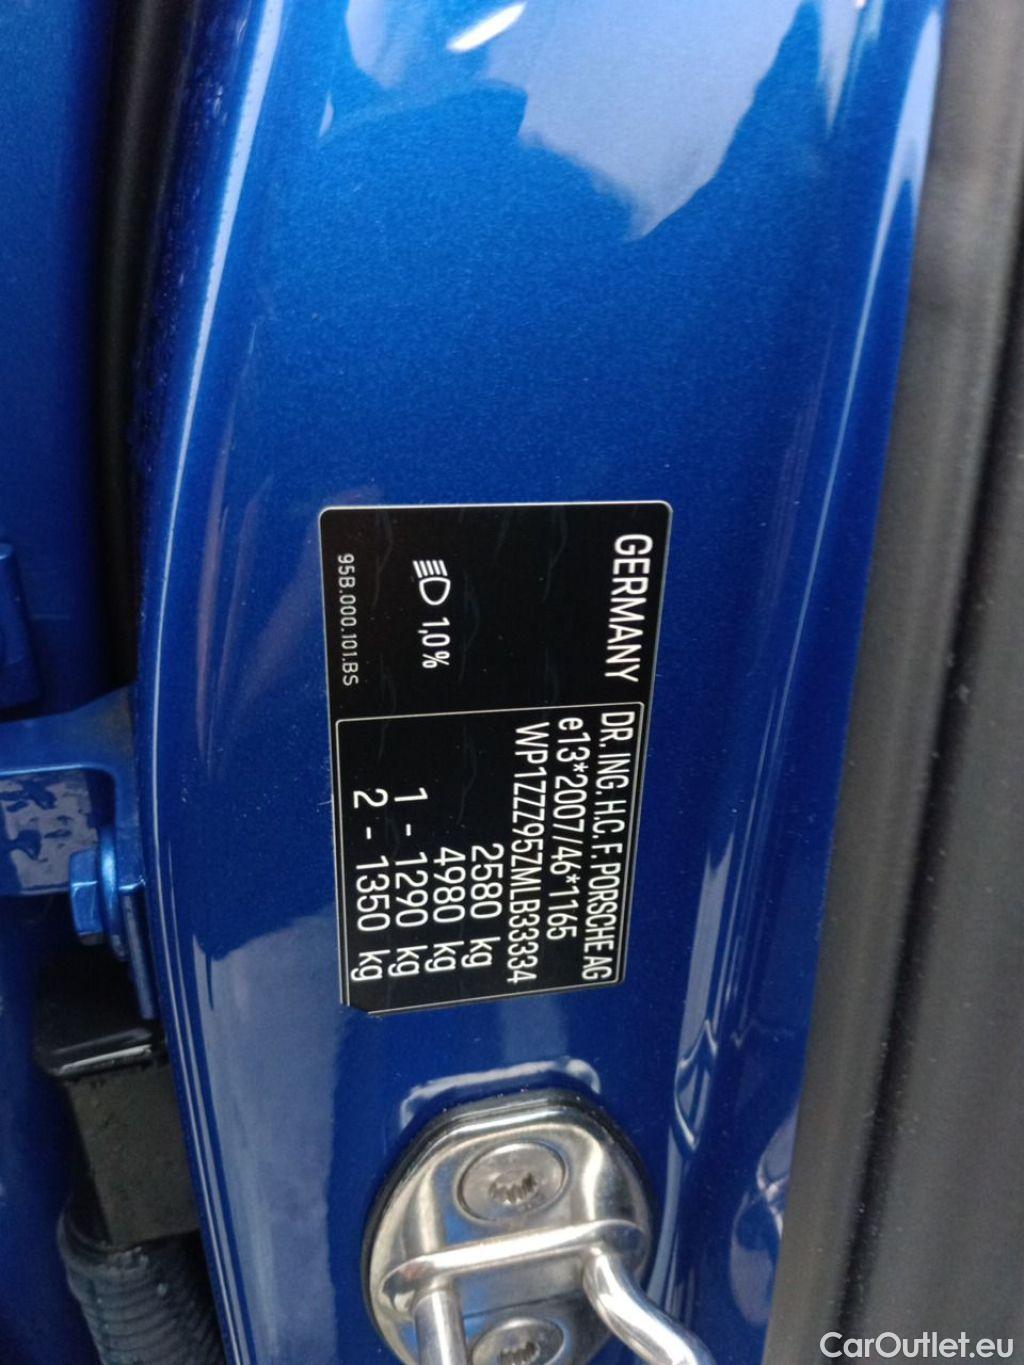 GERMANY
1,0%
95B.000.101.BS
DR. ING. H.C. F. PORSCHE AG
e13*2007/46*1165
WP1ZZZ95ZMLB33334
2580 kg
4980 kg
1 - 1290 kg
2 - 1350 kg
CarOutlet.eu